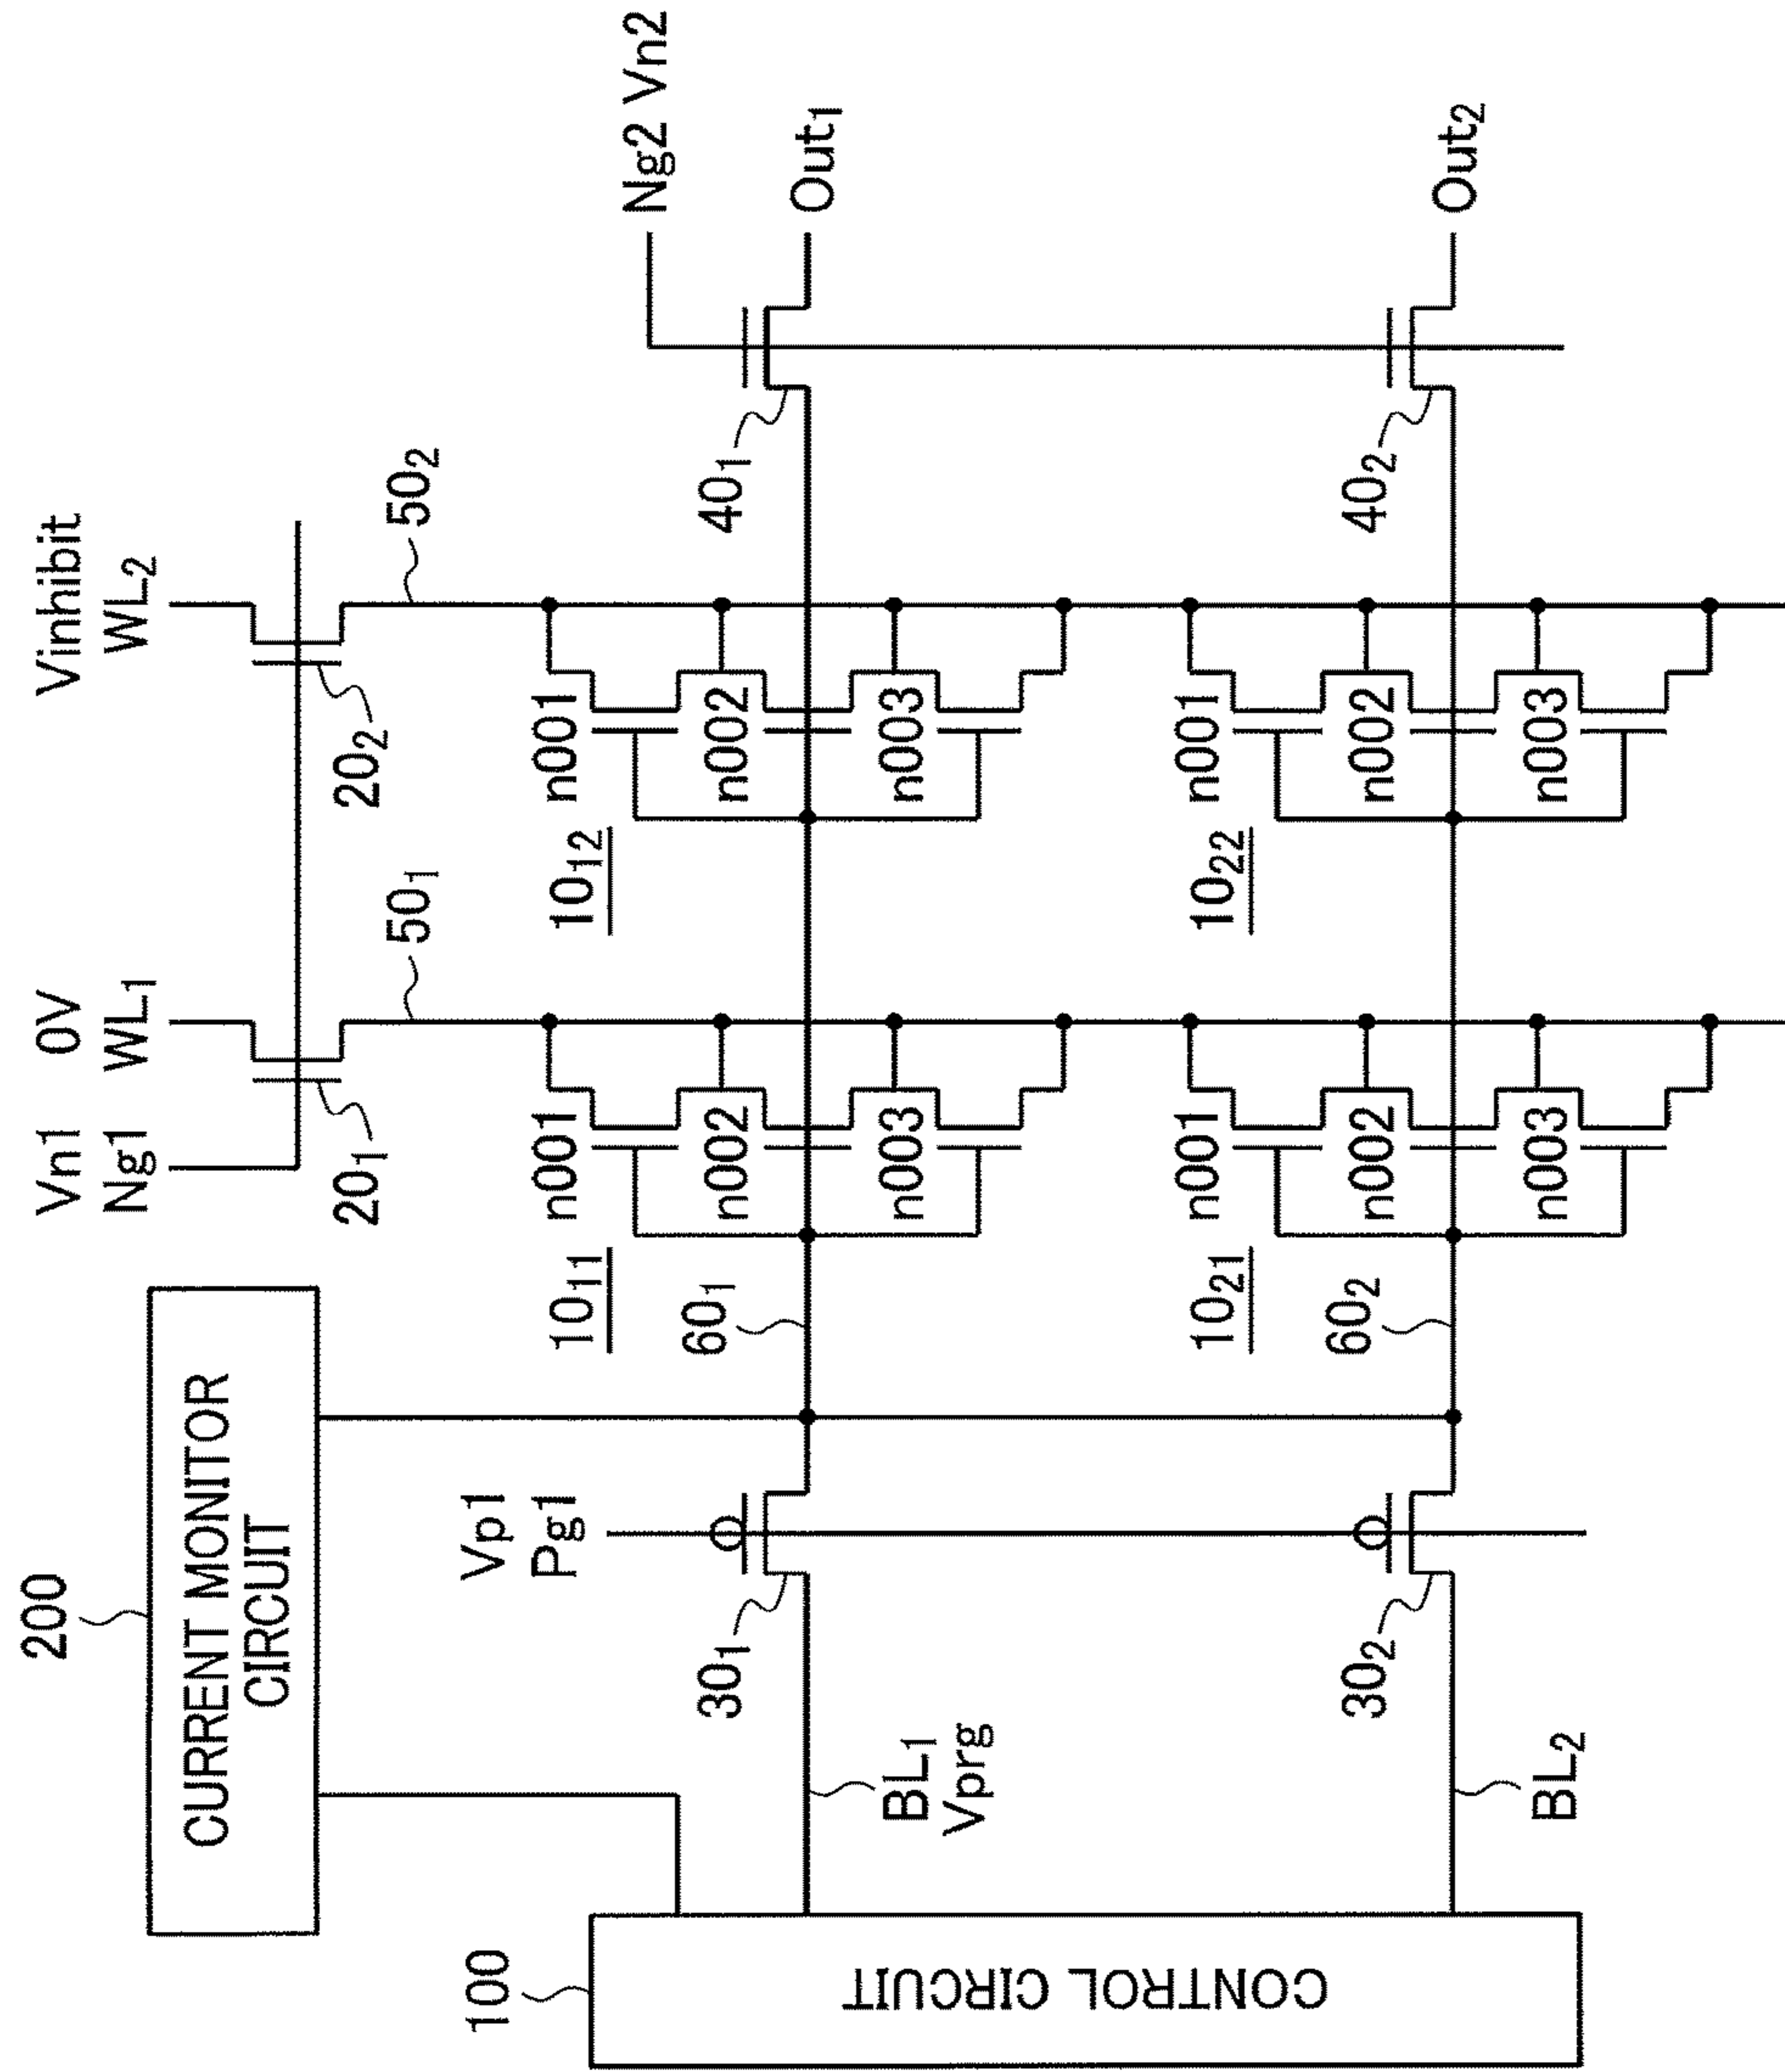 200
CURRENT MONITOR
CIRCUIT
Vn1
Ng1
0V
WL1
Vinhibit
WL2
201
202
501
502
Ng2 Vn2
Out1
Out2
401
402
Vp1
Pg1
301
302
601
602
1011
n001
n002
n003
1012
n001
n002
n003
1021
n001
n002
n003
1022
n001
n002
n003
BL1
Vprg
BL2
100
CONTROL CIRCUIT